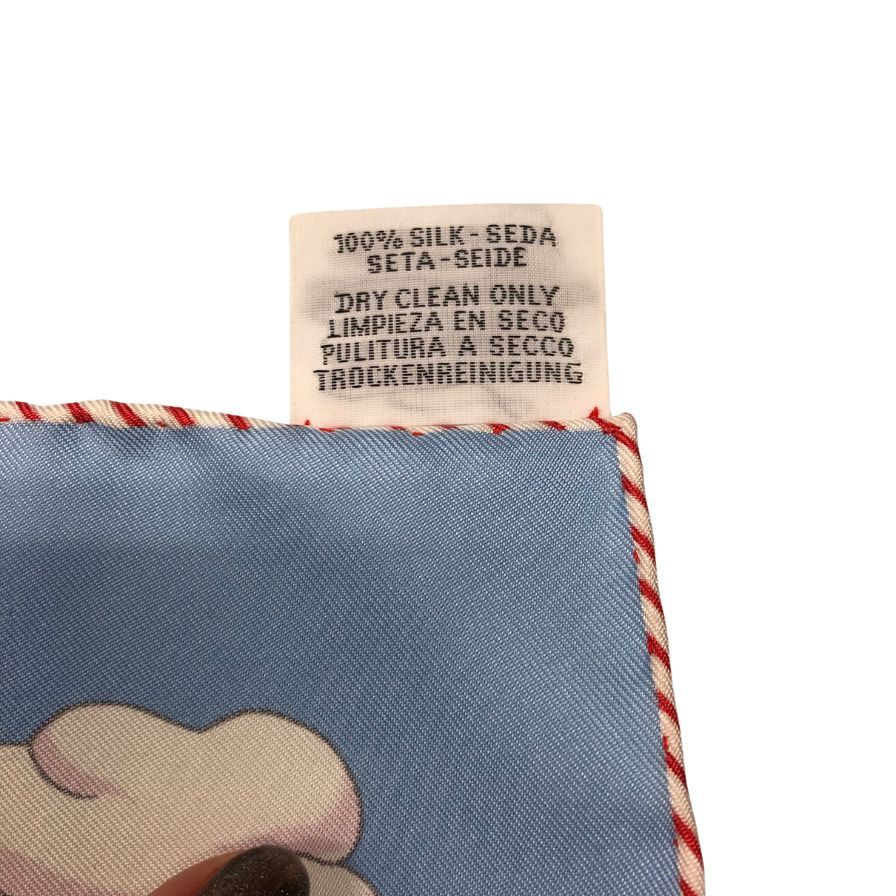 100% SILK - SEDA
SETA - SEIDE
DRY CLEAN ONLY
LIMPIEZA EN SECO
PULITURA A SECCO
TROCKENREINIGUNG